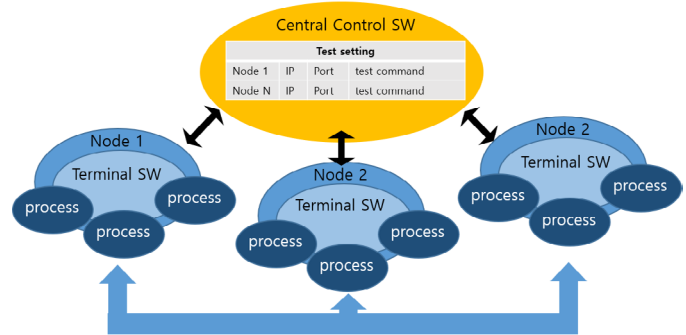 Central Control SW
Test setting
Node 1 IP Port test command
Node N IP Port test command
Node 1
Terminal SW
process
process
process
Node 2
Terminal SW
process
process
process
Node 2
Terminal SW
process
process
process